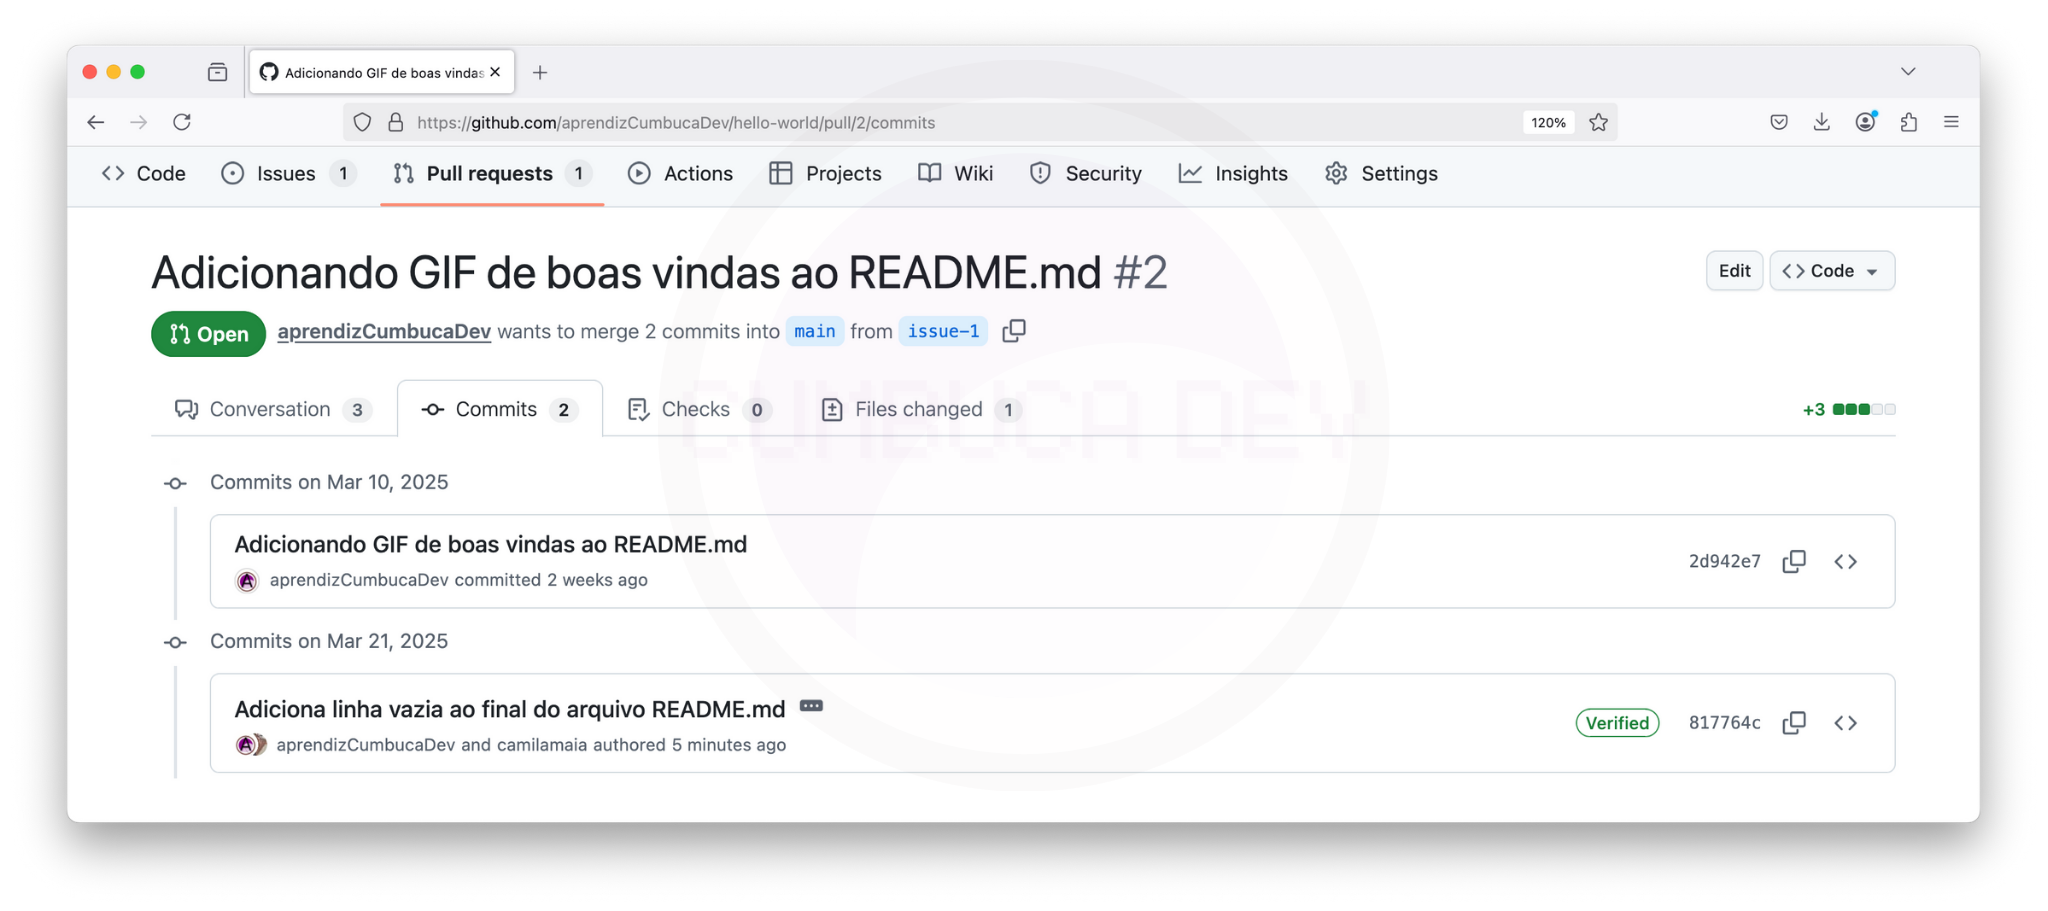 Adicionando GIF de boas vindas
https://github.com/aprendizCumbucaDev/hello-world/pull/2/commits 120%
Code Issues 1 Pull requests 1 Actions Projects Wiki Security Insights Settings
Adicionando GIF de boas vindas ao README.md #2
Edit Code
Open aprendizCumbucaDev wants to merge 2 commits into main from issue-1
Conversation 3 Commits 2 Checks 0 Files changed 1 +3
CUMBUCA DEV
Commits on Mar 10, 2025
Adicionando GIF de boas vindas ao README.md
aprendizCumbucaDev committed 2 weeks ago
2d942e7
Commits on Mar 21, 2025
Adiciona linha vazia ao final do arquivo README.md
aprendizCumbucaDev and camilamaia authored 5 minutes ago
Verified 817764c